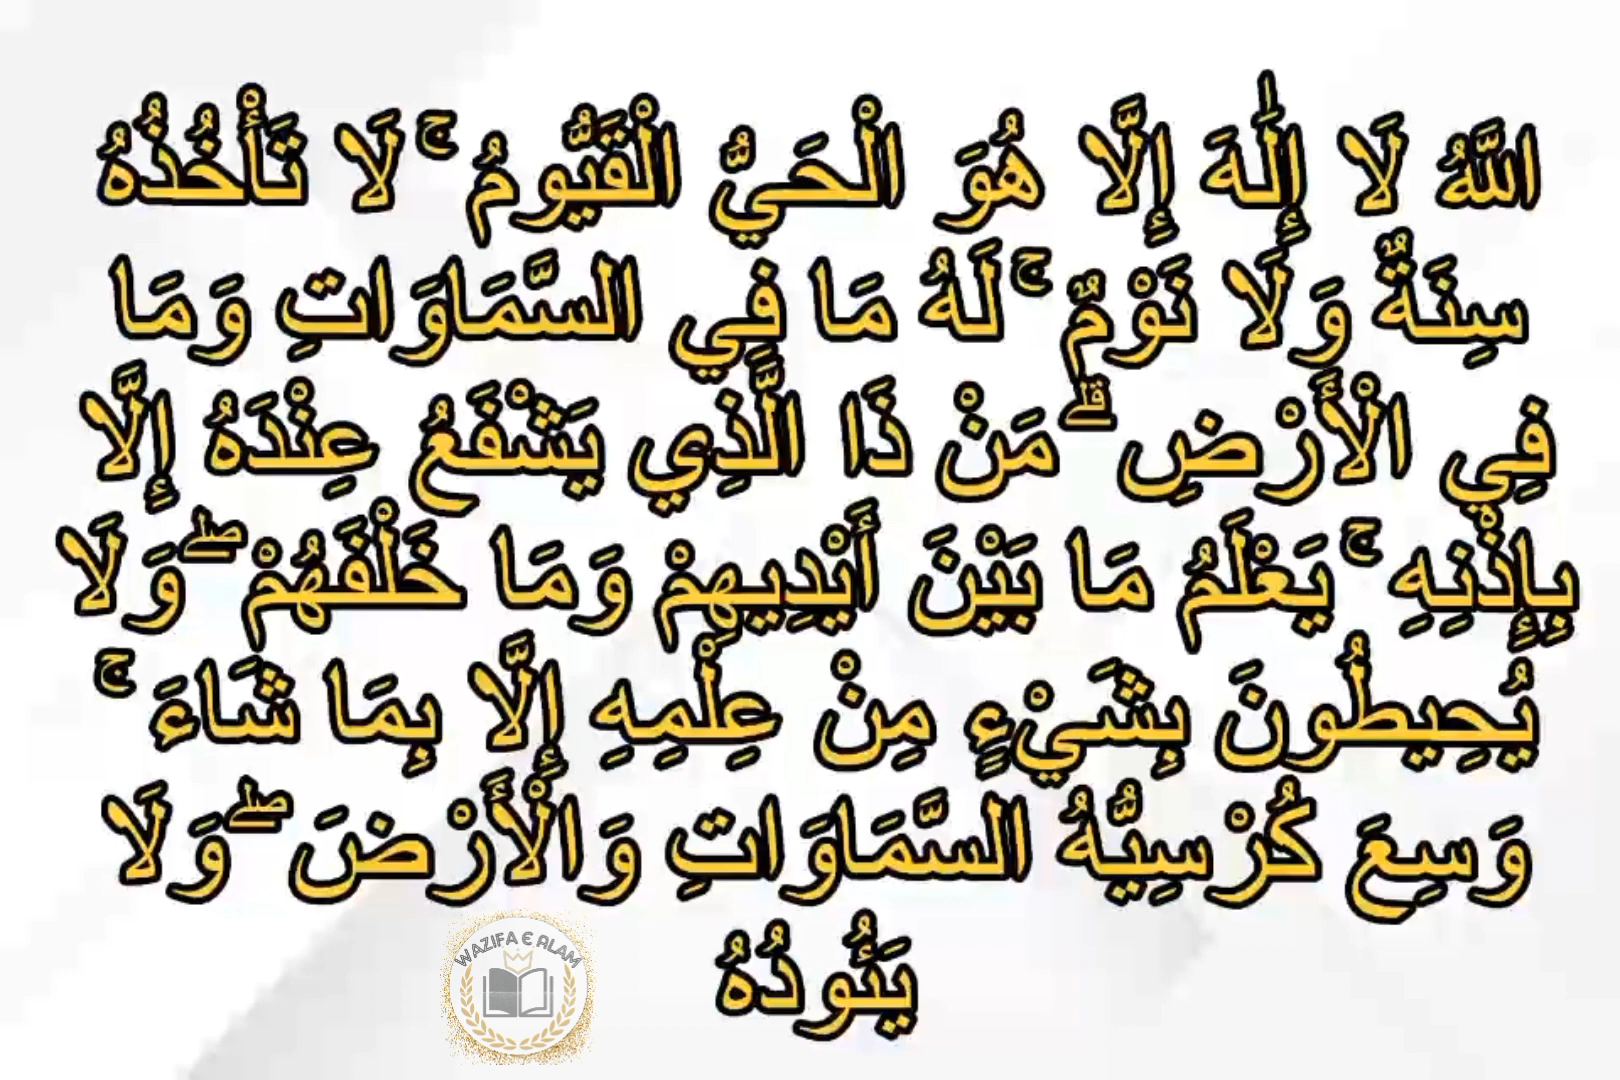 اللَّهُ لَا إِلَٰهَ إِلَّا هُوَ الْحَيُّ الْقَيُّومُ ۚ لَا تَأْخُذُهُ
سِنَةٌ وَلَا نَوْمٌ ۚ لَهُ مَا فِي السَّمَاوَاتِ وَمَا
فِي الْأَرْضِ ۗ مَنْ ذَا الَّذِي يَشْفَعُ عِنْدَهُ إِلَّا
بِإِذْنِهِ ۚ يَعْلَمُ مَا بَيْنَ أَيْدِيهِمْ وَمَا خَلْفَهُمْ ۖ وَلَا
يُحِيطُونَ بِشَيْءٍ مِنْ عِلْمِهِ إِلَّا بِمَا شَاءَ ۚ
وَسِعَ كُرْسِيُّهُ السَّمَاوَاتِ وَالْأَرْضَ ۖ وَلَا
يَئُودُهُ
WAZIFA E ALAM